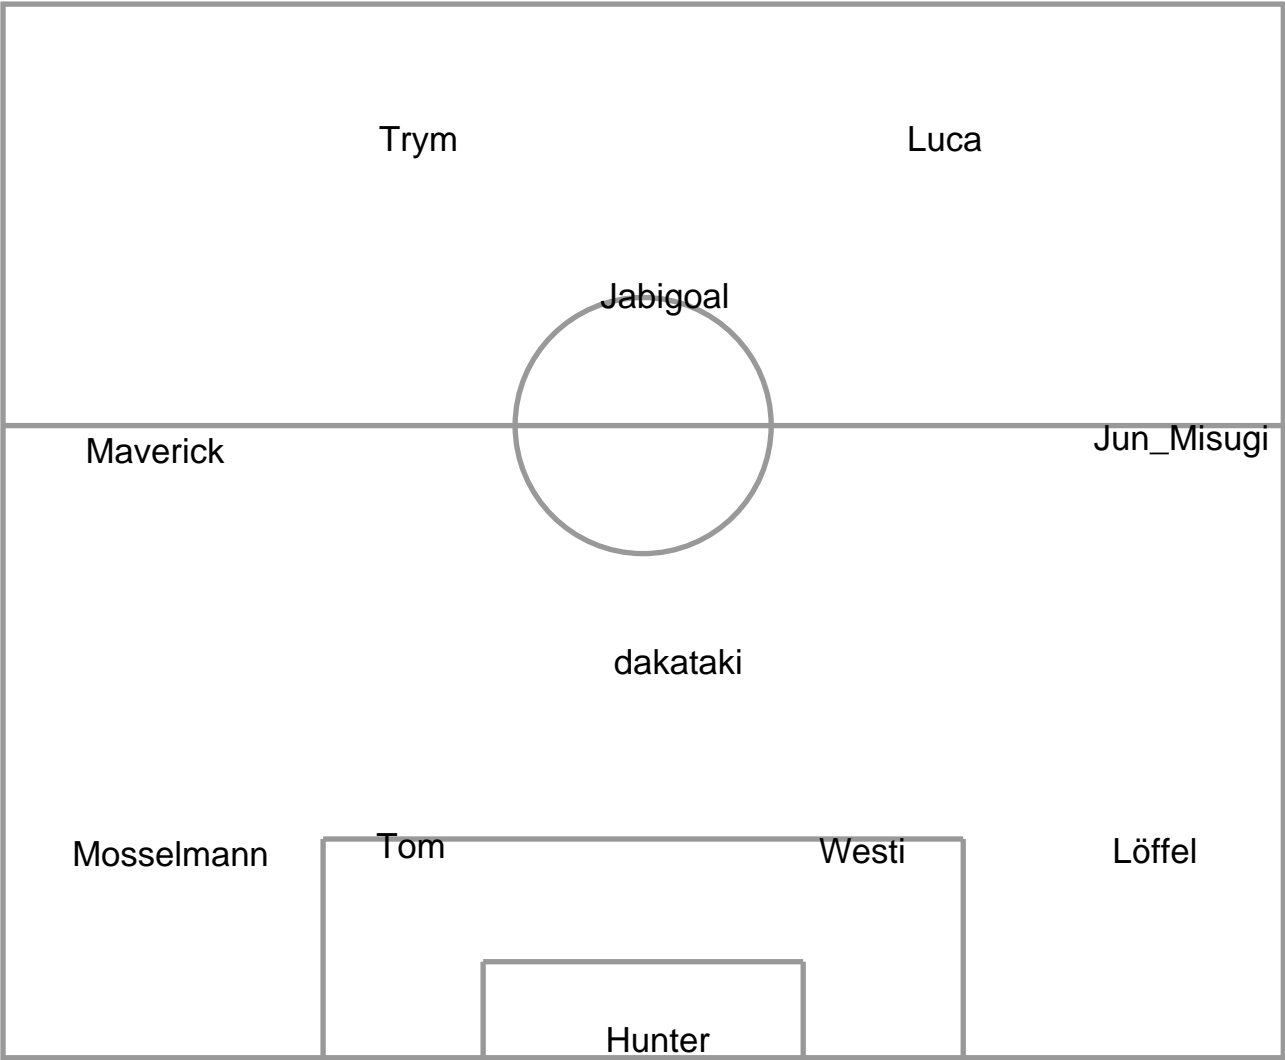 Trym
Luca
Jabigoal
Maverick
Jun_Misugi
dakataki
Mosselmann
Tom
Westi
Löffel
Hunter